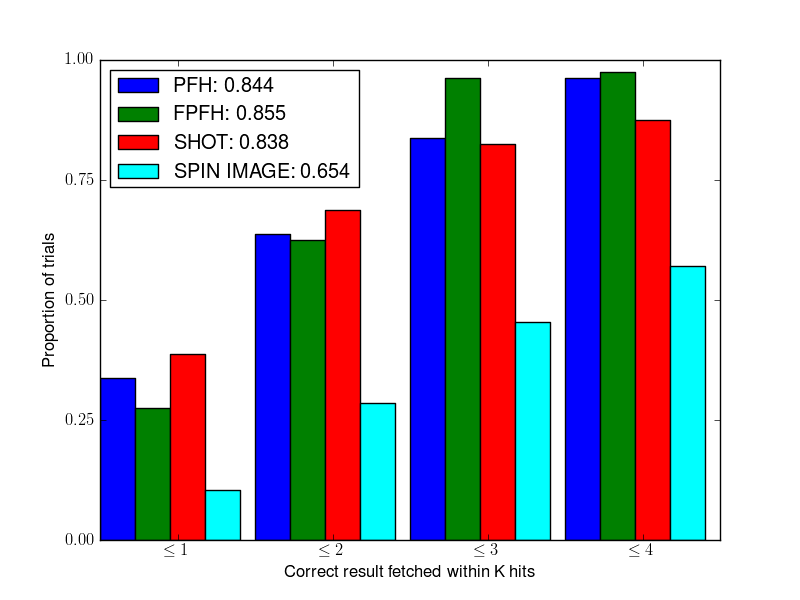 1.00
PFH: 0.844
FPFH: 0.855
SHOT: 0.838
SPIN IMAGE: 0.654
0.75
0.50
0.25
0.00
Proportion of trials
≤ 1 ≤ 2 ≤ 3 ≤ 4
Correct result fetched within K hits